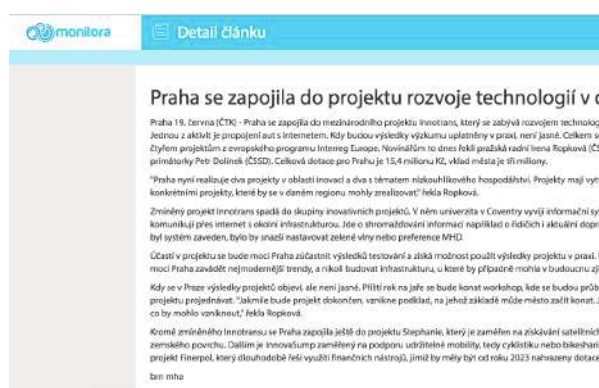 monitora
Detail článku
Praha se zapojila do projektu rozvoje technologií v
Praha 19. června (ČTK) - Praha se zapojila do mezinárodního projektu Innotrans, který se zabývá rozvojem technolog
Jednou z aktivit je propojení aut s internetem. Kdy budou výsledky výzkumu uplatněny v praxi, není jasné. Celkem s
čtyřem projektům z evropského programu Interreg Europe. Novinářům to dnes řekli pražská radní Irena Ropková (ČS
primátorky Petr Dolínek (ČSSD). Celková dotace pro Prahu je 15,4 milionu Kč, vklad města je tři miliony.
"Praha nyní realizuje dva projekty v oblasti inovací a dva s tématem nízkouhlíkového hospodářství. Projekty mají vyt
konkrétními projekty, které by se v daném regionu mohly zrealizovat," řekla Ropková.
Zmíněný projekt Innotrans spadá do skupiny inovativních projektů. V něm univerzita v Coventry vyvíjí informační sy
komunikují přes internet s okolní infrastrukturou. Jde o shromažďování informací například o řidičích i aktuální dopr
byl systém zaveden, bylo by snazší nastavovat zelené vlny nebo preference MHD.
Účastí v projektu se bude moci Praha zúčastnit výsledků testování a získá možnost použít výsledky projektu v praxi.
moci Praha zavádět nejmodernější trendy, a nikoli budovat infrastrukturu, u které by případně mohla v budoucnu zj
Kdy se v Praze výsledky projektů objeví, ale není jasné. Příští rok na jaře se bude konat workshop, kde se budou průb
projektu projednávat. "Jakmile bude projekt dokončen, vznikne podklad, na jehož základě může město začít konat.
co by mohlo vzniknout," řekla Ropková.
Kromě zmíněného Innotransu se Praha zapojila ještě do projektu Stephanie, který je zaměřen na získávání satelitních
zemského povrchu. Dalším je InnovaSump zaměřený na podporu udržitelné mobility, tedy cyklistiku nebo bikeshari
projekt Finerpol, který dlouhodobě řeší využití finančních nástrojů, jimiž by měly být od roku 2023 nahrazeny dotace
brn mha